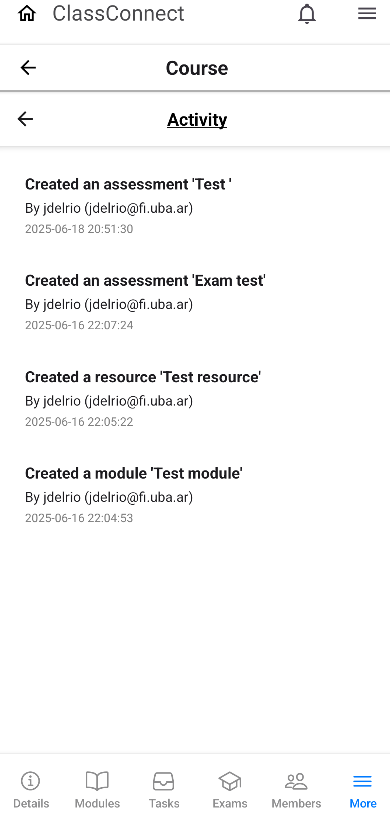 ClassConnect
Course
Activity
Created an assessment 'Test '
By jdelrio (jdelrio@fi.uba.ar)
2025-06-18 20:51:30
Created an assessment 'Exam test'
By jdelrio (jdelrio@fi.uba.ar)
2025-06-16 22:07:24
Created a resource 'Test resource'
By jdelrio (jdelrio@fi.uba.ar)
2025-06-16 22:05:22
Created a module 'Test module'
By jdelrio (jdelrio@fi.uba.ar)
2025-06-16 22:04:53
Details Modules Tasks Exams Members More